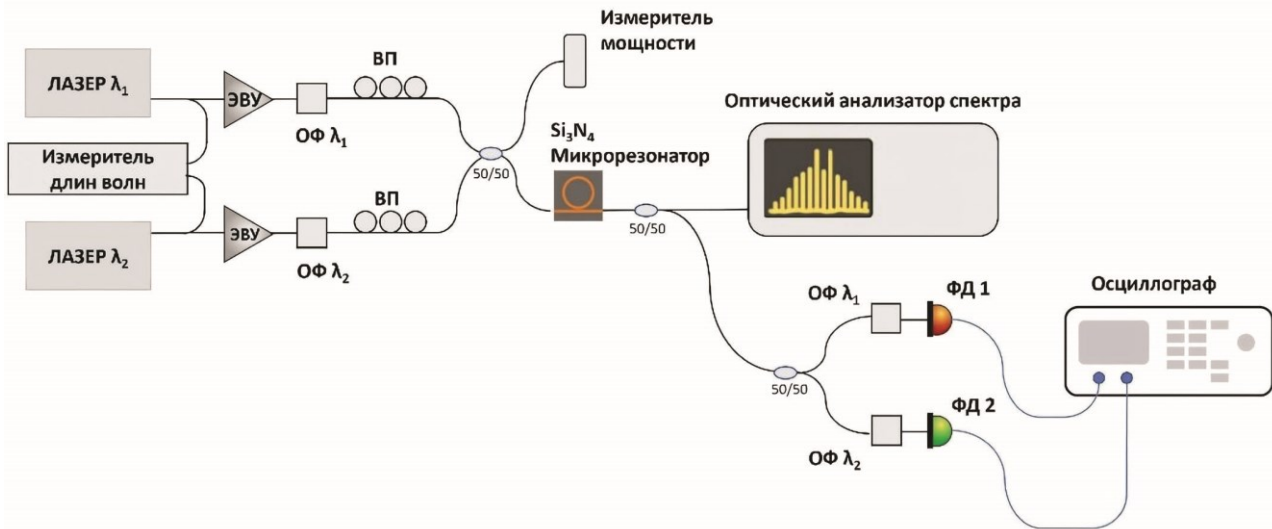 Измеритель
мощности
ЛАЗЕР λ₁
ЭВУ
ВП
ОФ λ₁
Измеритель
длин волн
50/50
Si₃N₄
Микрорезонатор
Оптический анализатор спектра
50/50
ЛАЗЕР λ₂
ЭВУ
ВП
ОФ λ₂
ОФ λ₁
ФД 1
Осциллограф
50/50
ОФ λ₂
ФД 2